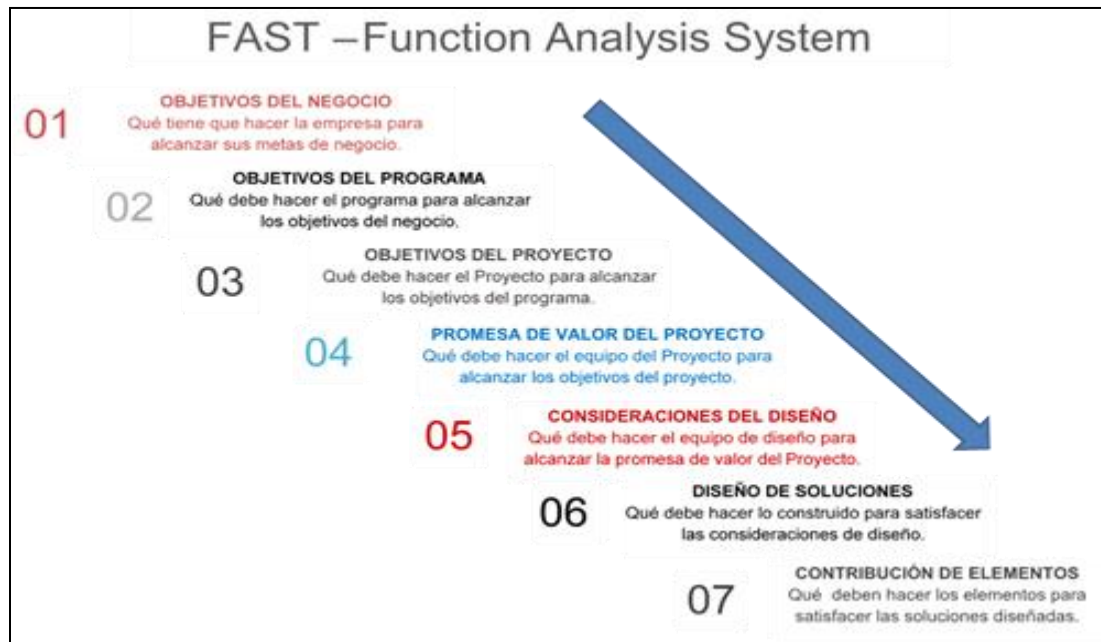 FAST –Function Analysis System
01
OBJETIVOS DEL NEGOCIO
Qué tiene que hacer la empresa para
alcanzar sus metas de negocio.
02
OBJETIVOS DEL PROGRAMA
Qué debe hacer el programa para alcanzar
los objetivos del negocio.
03
OBJETIVOS DEL PROYECTO
Qué debe hacer el Proyecto para alcanzar
los objetivos del programa.
04
PROMESA DE VALOR DEL PROYECTO
Qué debe hacer el equipo del Proyecto para
alcanzar los objetivos del proyecto.
05
CONSIDERACIONES DEL DISEÑO
Qué debe hacer el equipo de diseño para
alcanzar la promesa de valor del Proyecto.
06
DISEÑO DE SOLUCIONES
Qué debe hacer lo construido para satisfacer
las consideraciones de diseño.
07
CONTRIBUCIÓN DE ELEMENTOS
Qué deben hacer los elementos para
satisfacer las soluciones diseñadas.